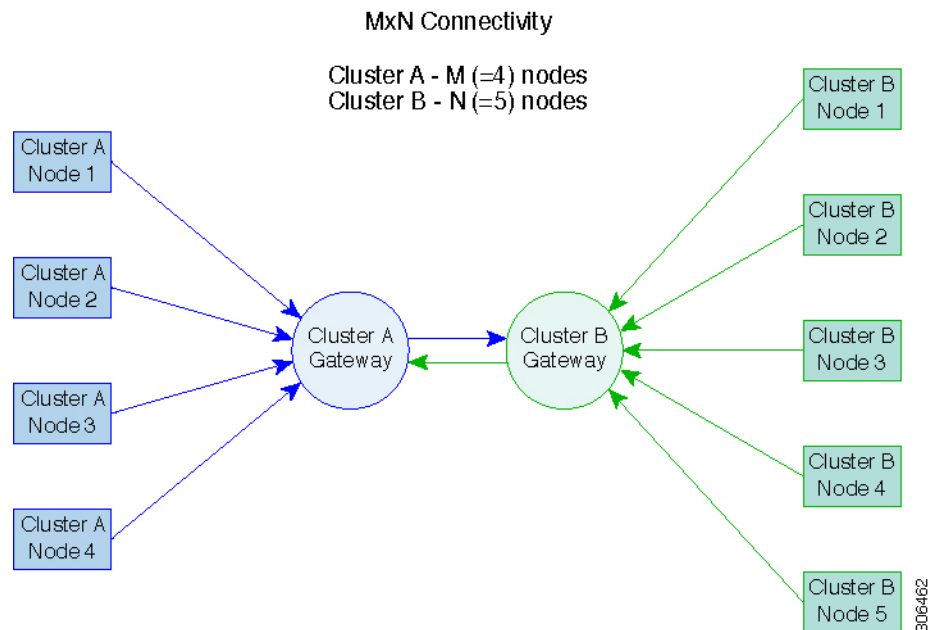 MxN Connectivity
Cluster A - M (=4) nodes
Cluster B - N (=5) nodes
Cluster A
Node 1
Cluster A
Node 2
Cluster A
Node 3
Cluster A
Node 4
Cluster A
Gateway
Cluster B
Gateway
Cluster B
Node 1
Cluster B
Node 2
Cluster B
Node 3
Cluster B
Node 4
Cluster B
Node 5
306462